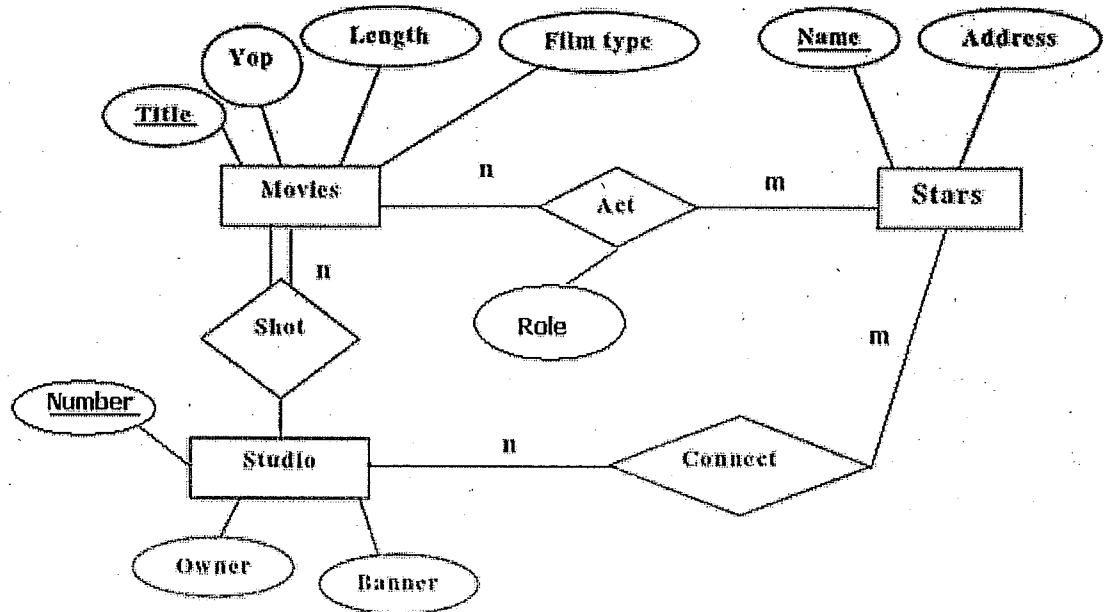 Length
Film type
Name
Address
Yop
Title
Movies
n
Act
m
Stars
n
Shot
Role
m
Number
Studio
n
Connect
Owner
Banner